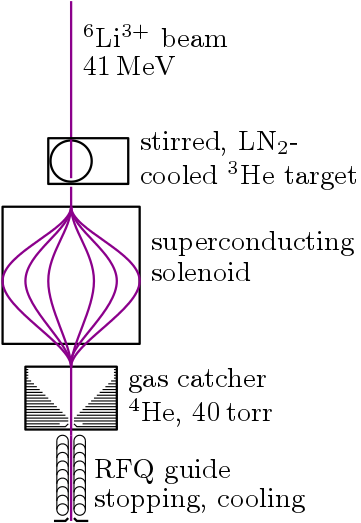 ⁶Li³⁺ beam
41 MeV
stirred, LN₂-
cooled ³He target
superconducting
solenoid
gas catcher
⁴He, 40 torr
RFQ guide
stopping, cooling